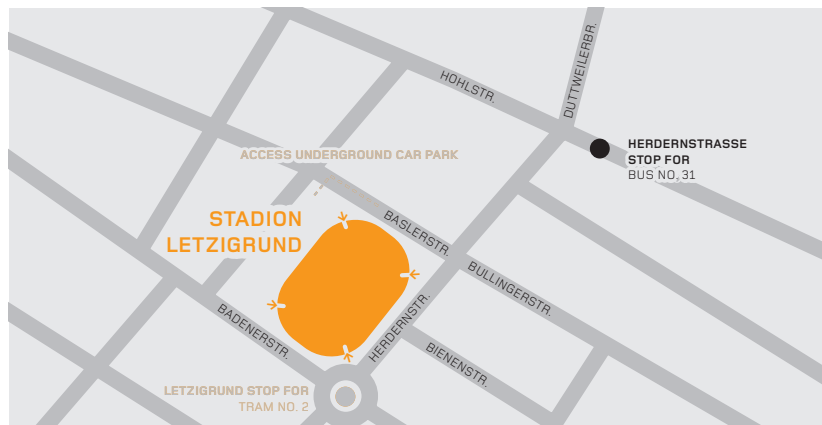 HOHLSTR.
DUTTWEILERBR.
HERDERNSTRASSE
STOP FOR
BUS NO. 31
ACCESS UNDERGROUND CAR PARK
STADION
LETZIGRUND
BASLERSTR.
BULLINGERSTR.
BADENERSTR.
HERDERNSTR.
BIENENSTR.
LETZIGRUND STOP FOR
TRAM NO. 2